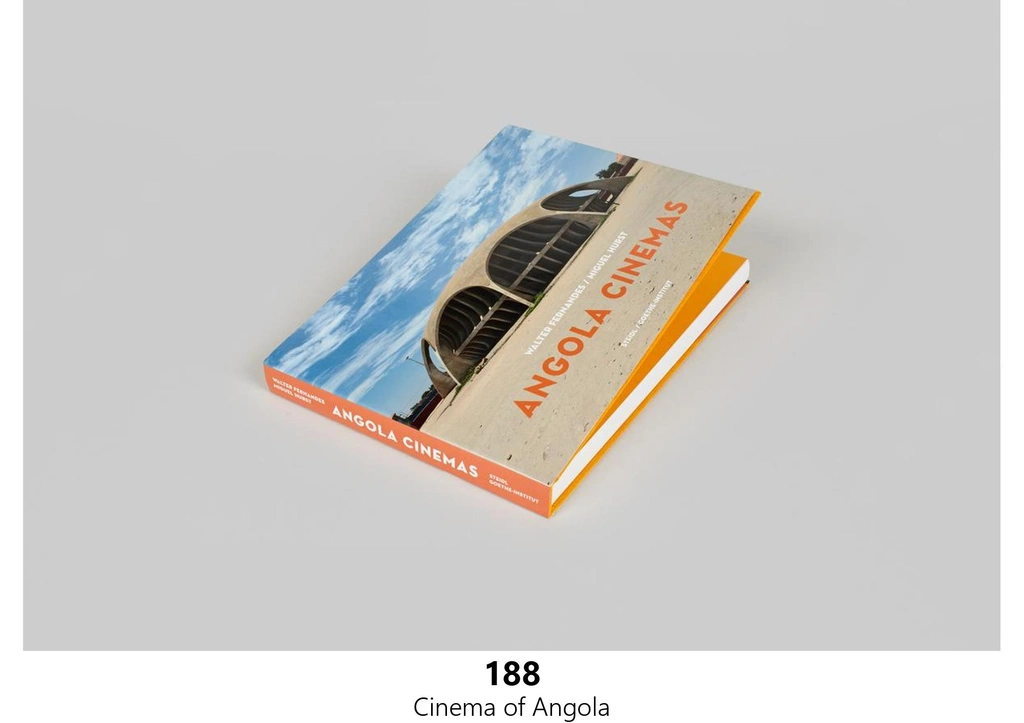 WALTER FERNANDES / MIGUEL HURST
ANGOLA CINEMAS
STEIDL / GOETHE-INSTITUT
WALTER FERNANDES
MIGUEL HURST
ANGOLA CINEMAS
STEIDL
GOETHE-INSTITUT
188
Cinema of Angola